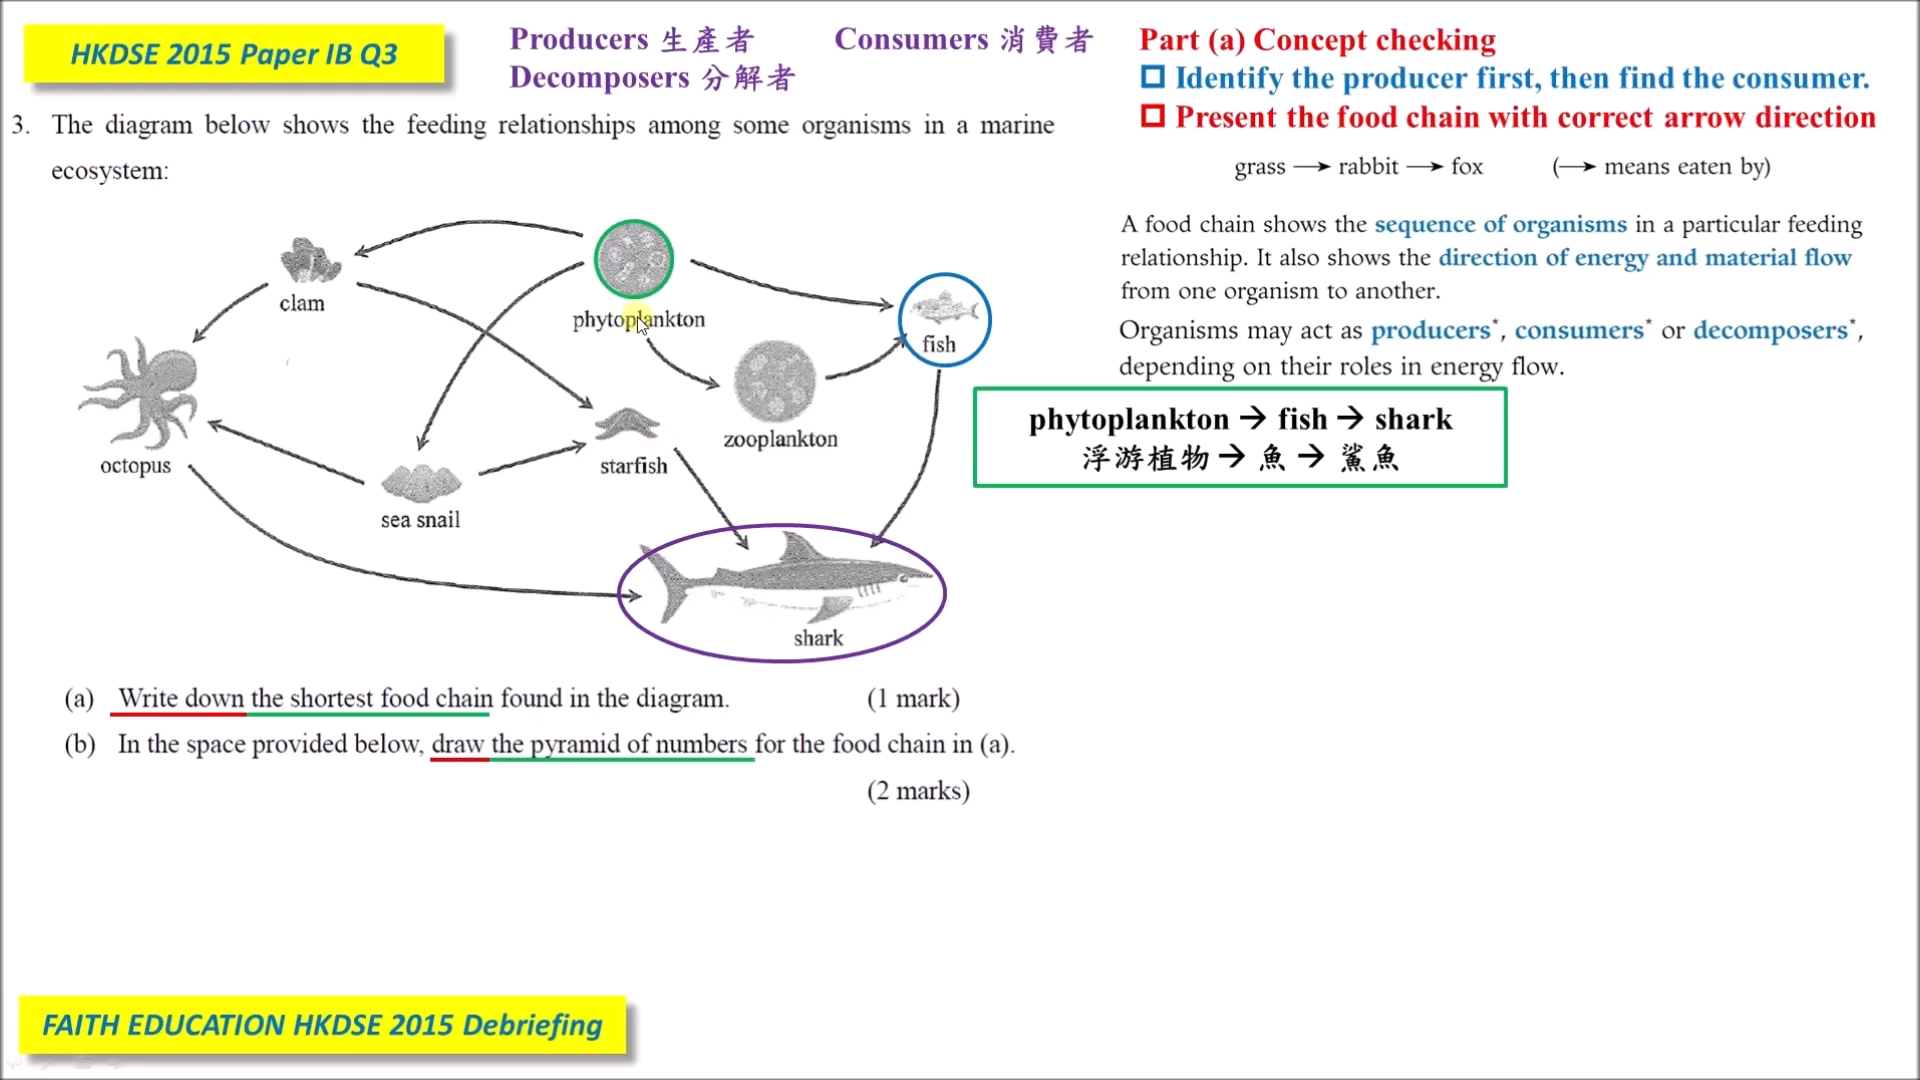 HKDSE 2015 Paper IB Q3
Producers 生產者 Consumers 消費者
Decomposers 分解者
Part (a) Concept checking
Identify the producer first, then find the consumer.
Present the food chain with correct arrow direction
3. The diagram below shows the feeding relationships among some organisms in a marine
ecosystem:
grass → rabbit → fox (→ means eaten by)
A food chain shows the sequence of organisms in a particular feeding
relationship. It also shows the direction of energy and material flow
from one organism to another.
Organisms may act as producers*, consumers* or decomposers*,
depending on their roles in energy flow.
clam
phytoplankton
fish
zooplankton
octopus
starfish
sea snail
shark
phytoplankton → fish → shark
浮游植物 → 魚 → 鯊魚
(a) Write down the shortest food chain found in the diagram. (1 mark)
(b) In the space provided below, draw the pyramid of numbers for the food chain in (a).
(2 marks)
FAITH EDUCATION HKDSE 2015 Debriefing